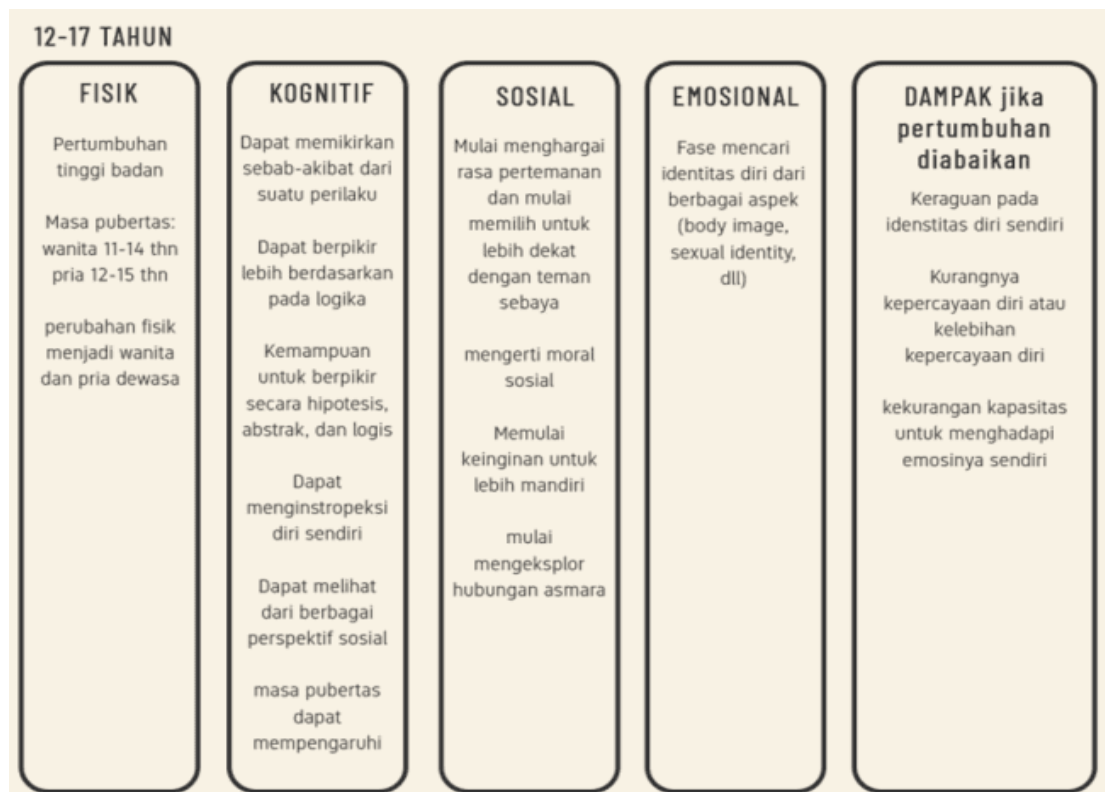 12-17 TAHUN
FISIK
Pertumbuhan
tinggi badan
Masa pubertas:
wanita 11-14 thn
pria 12-15 thn
perubahan fisik
menjadi wanita
dan pria dewasa
KOGNITIF
Dapat memikirkan
sebab-akibat dari
suatu perilaku
Dapat berpikir
lebih berdasarkan
pada logika
Kemampuan
untuk berpikir
secara hipotesis,
abstrak, dan logis
Dapat
menginstropeksi
diri sendiri
Dapat melihat
dari berbagai
perspektif sosial
masa pubertas
dapat
mempengaruhi
SOSIAL
Mulai menghargai
rasa pertemanan
dan mulai
memilih untuk
lebih dekat
dengan teman
sebaya
mengerti moral
sosial
Memulai
keinginan untuk
lebih mandiri
mulai
mengeksplor
hubungan asmara
EMOSIONAL
Fase mencari
identitas diri dari
berbagai aspek
(body image,
sexual identity,
dll)
DAMPAK jika
pertumbuhan
diabaikan
Keraguan pada
idenstitas diri sendiri
Kurangnya
kepercayaan diri atau
kelebihan
kepercayaan diri
kekurangan kapasitas
untuk menghadapi
emosinya sendiri